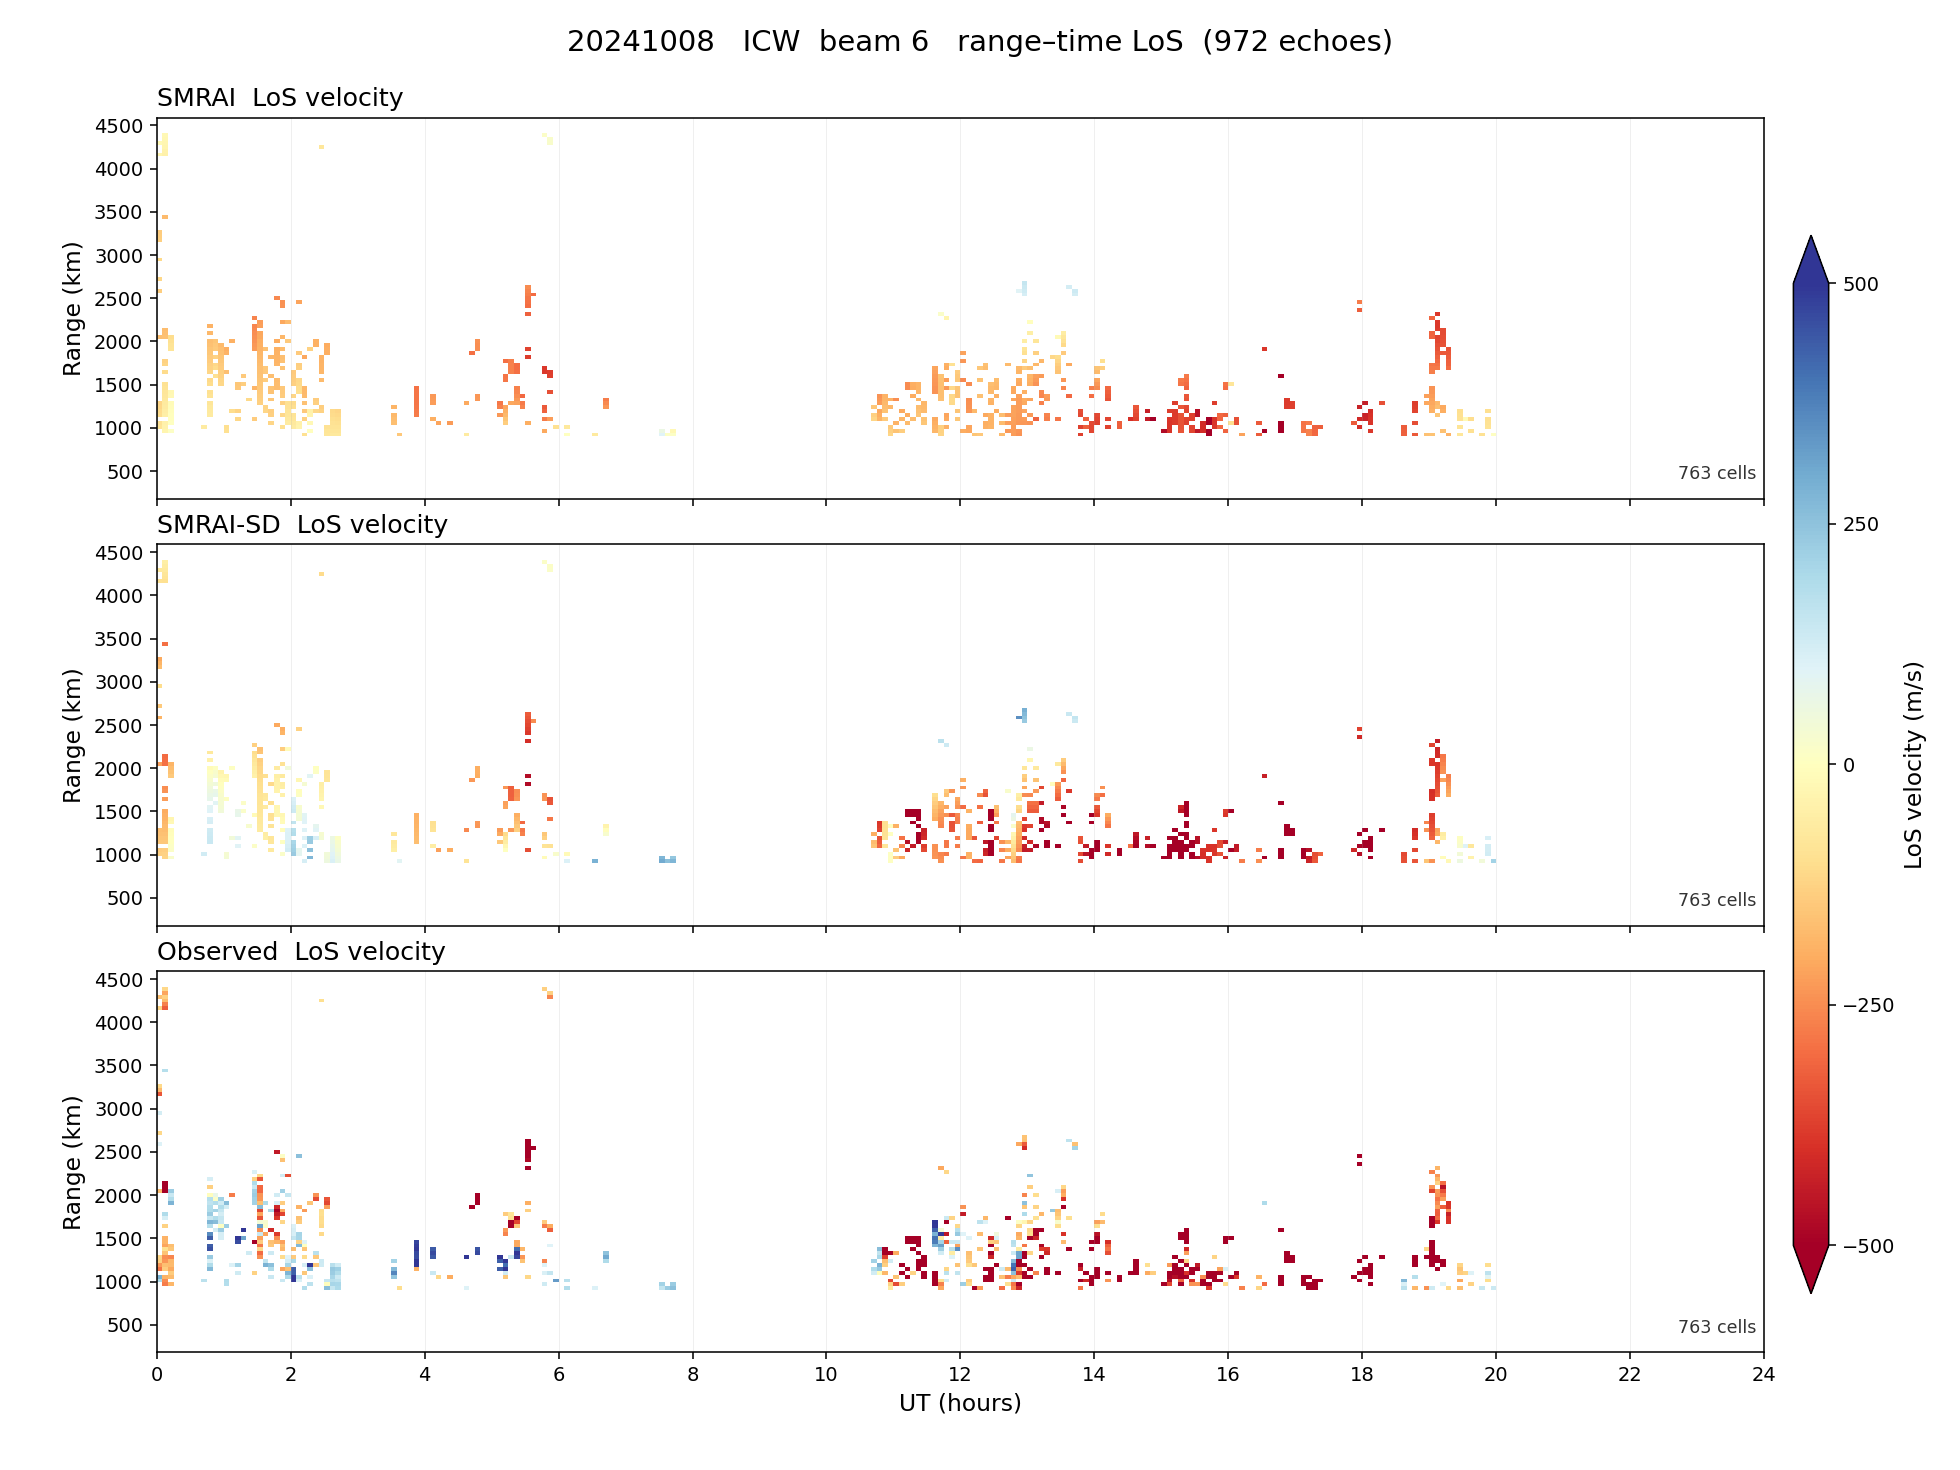 20241008   ICW  beam 6   range–time LoS  (972 echoes)
SMRAI  LoS velocity
4500
4000
3500
3000
2500
2000
1500
1000
500
Range (km)
763 cells
SMRAI-SD  LoS velocity
4500
4000
3500
3000
2500
2000
1500
1000
500
Range (km)
763 cells
Observed  LoS velocity
4500
4000
3500
3000
2500
2000
1500
1000
500
Range (km)
763 cells
0 2 4 6 8 10 12 14 16 18 20 22 24
UT (hours)
500
250
0
−250
−500
LoS velocity (m/s)